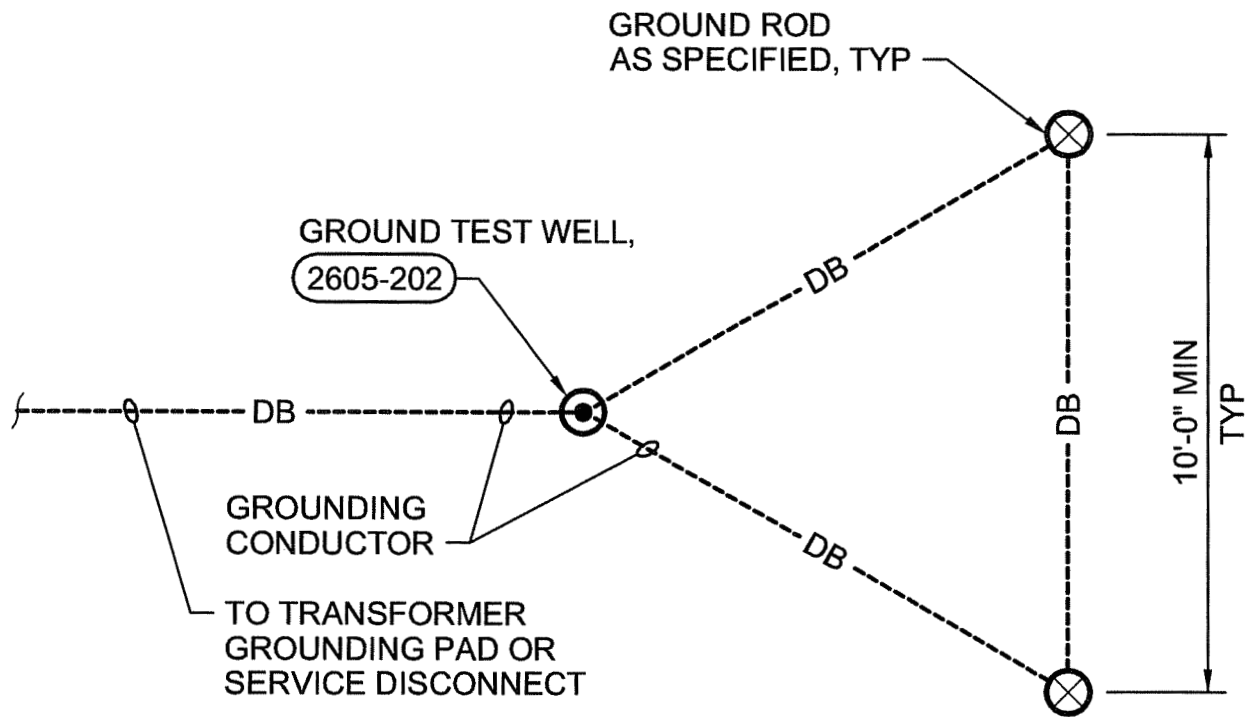 GROUND ROD
AS SPECIFIED, TYP
GROUND TEST WELL,
2605-202
DB
DB
DB
DB
10'-0" MIN
TYP
GROUNDING
CONDUCTOR
TO TRANSFORMER
GROUNDING PAD OR
SERVICE DISCONNECT